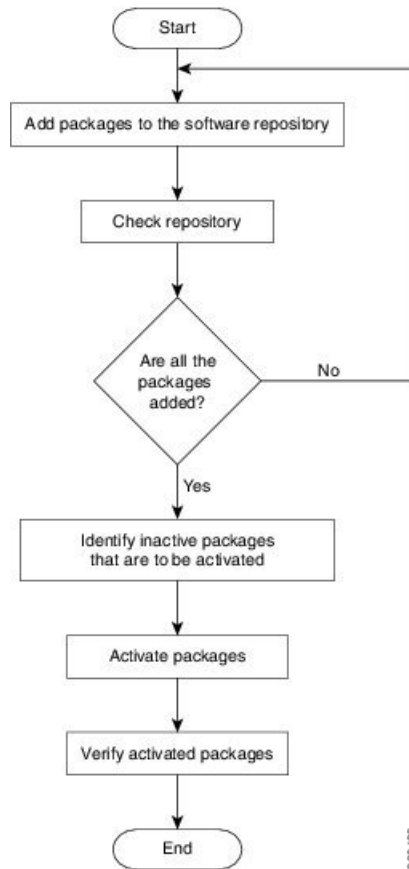 Start
Add packages to the software repository
Check repository
Are all the
packages
added?
No
Yes
Identify inactive packages
that are to be activated
Activate packages
Verify activated packages
End